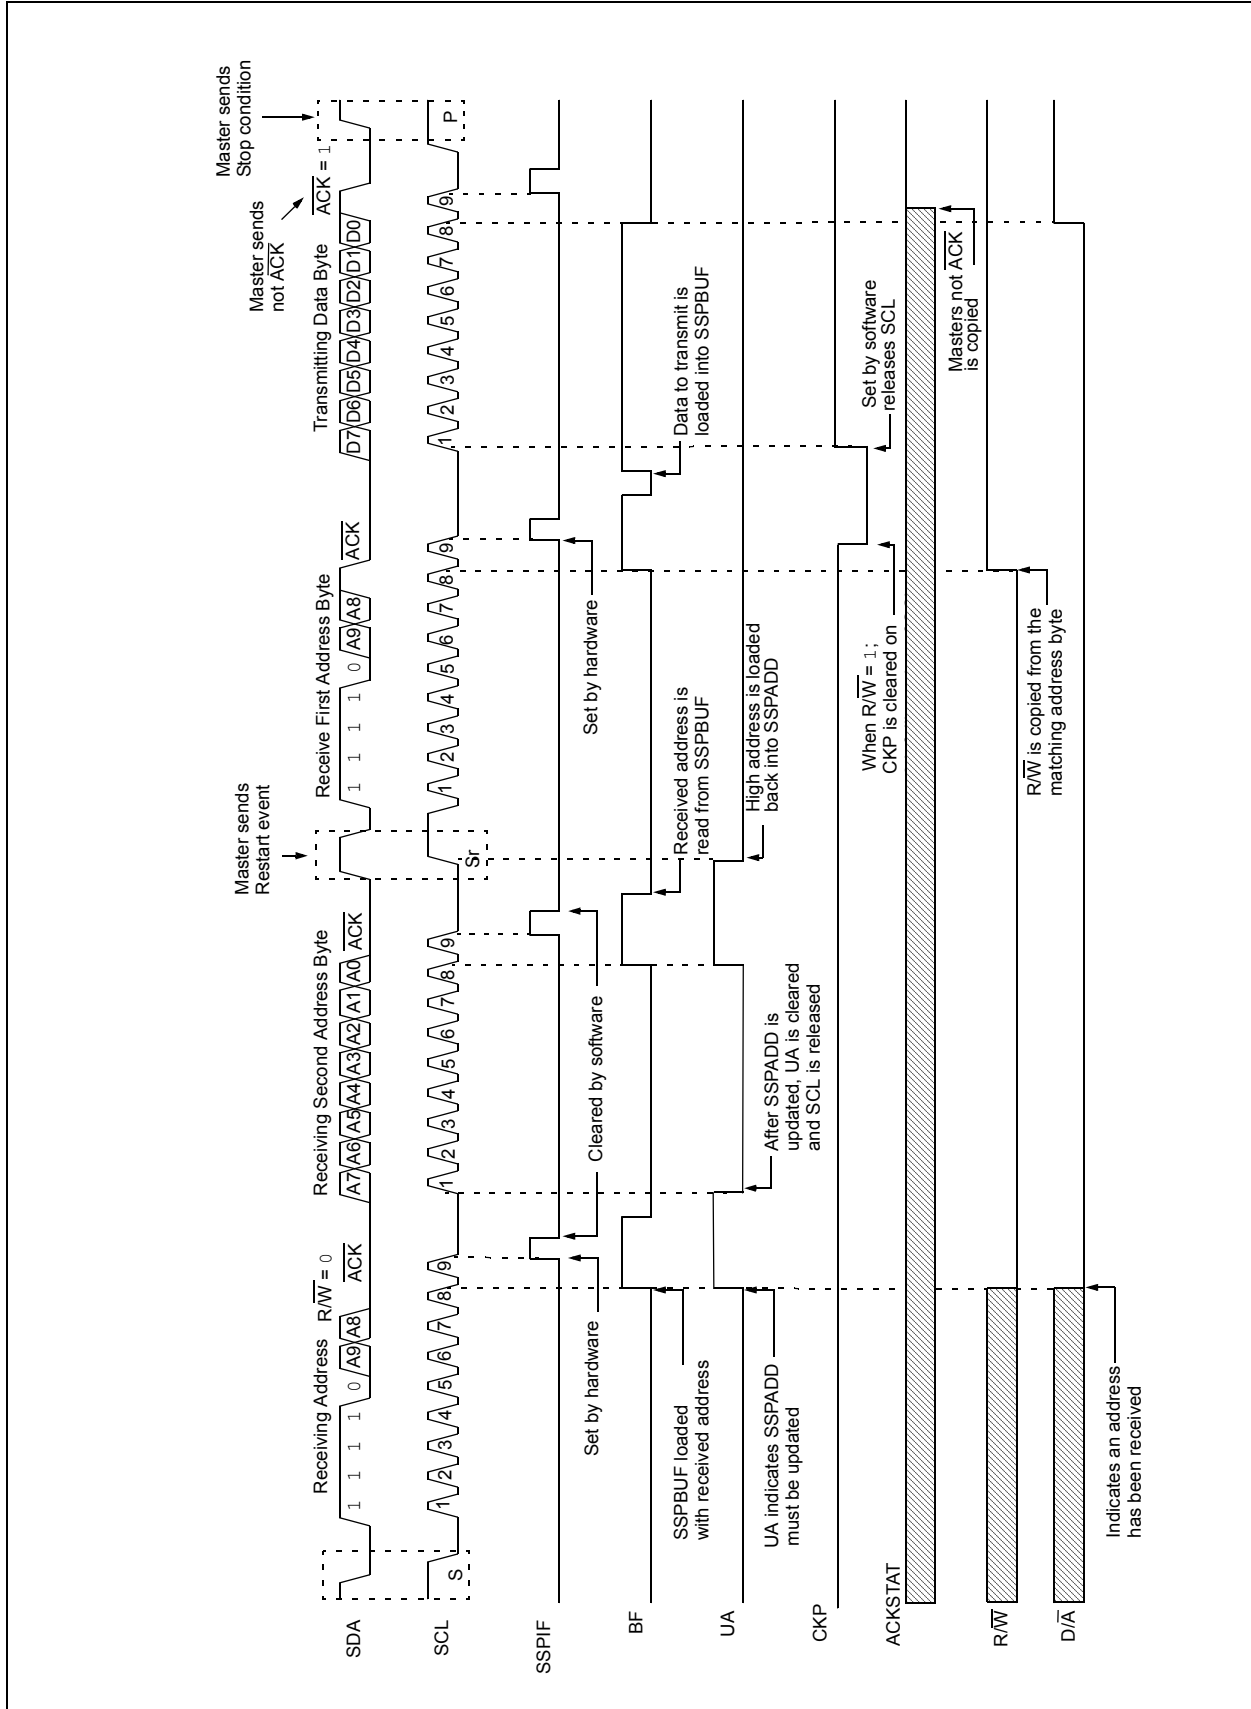 Master sends
Stop condition
Master sends
not A̅C̅K̅
Master sends
Restart event
Receiving Address R/W̅ = 0
Receiving Second Address Byte
Receive First Address Byte
Transmitting Data Byte
A̅C̅K̅ = 1
SDA
1 1 1 1 0 A9 A8
A̅C̅K̅
A7 A6 A5 A4 A3 A2 A1 A0
A̅C̅K̅
1 1 1 1 0 A9 A8
A̅C̅K̅
D7 D6 D5 D4 D3 D2 D1 D0
SCL
S
1 2 3 4 5 6 7 8 9
1 2 3 4 5 6 7 8 9
Sr
1 2 3 4 5 6 7 8 9
1 2 3 4 5 6 7 8 9
P
SSPIF
Set by hardware
Cleared by software
Set by hardware
BF
SSPBUF loaded
with received address
Received address is
read from SSPBUF
Data to transmit is
loaded into SSPBUF
UA
UA indicates SSPADD
must be updated
After SSPADD is
updated, UA is cleared
and SCL is released
High address is loaded
back into SSPADD
CKP
When R/W̅ = 1;
CKP is cleared on
Set by software
releases SCL
ACKSTAT
Masters not A̅C̅K̅
is copied
R/W̅
R/W̅ is copied from the
matching address byte
D/A̅
Indicates an address
has been received